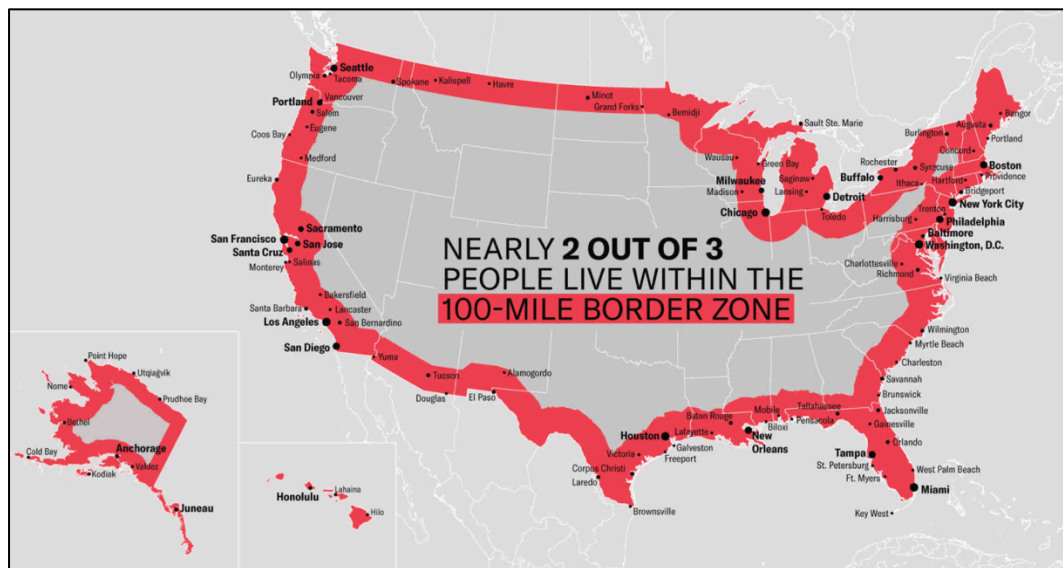 NEARLY 2 OUT OF 3
PEOPLE LIVE WITHIN THE
100-MILE BORDER ZONE
Seattle
Olympia
Tacoma
Spokane
Kalispell
Havre
Minot
Grand Forks
Bemidji
Sault Ste. Marie
Portland
Vancouver
Salem
Eugene
Coos Bay
Medford
Eureka
Wausau
Green Bay
Milwaukee
Madison
Chicago
Saginaw
Lansing
Detroit
Toledo
Bangor
Augusta
Portland
Burlington
Concord
Boston
Providence
Rochester
Syracuse
Buffalo
Ithaca
Hartford
Bridgeport
New York City
Trenton
Philadelphia
Harrisburg
Baltimore
Washington, D.C.
Charlottesville
Richmond
Virginia Beach
Sacramento
San Francisco
San Jose
Santa Cruz
Monterey
Salinas
Bakersfield
Santa Barbara
Lancaster
Los Angeles
San Bernardino
San Diego
Yuma
Tucson
Douglas
Alamogordo
El Paso
Wilmington
Myrtle Beach
Charleston
Savannah
Brunswick
Jacksonville
Gainesville
Orlando
Tampa
St. Petersburg
Ft. Myers
West Palm Beach
Miami
Key West
Tallahassee
Pensacola
Mobile
Biloxi
Baton Rouge
New
Orleans
Lafayette
Houston
Galveston
Freeport
Victoria
Corpus Christi
Laredo
Brownsville
Point Hope
Utqiagvik
Nome
Prudhoe Bay
Bethel
Anchorage
Cold Bay
Valdez
Kodiak
Juneau
Honolulu
Lahaina
Hilo